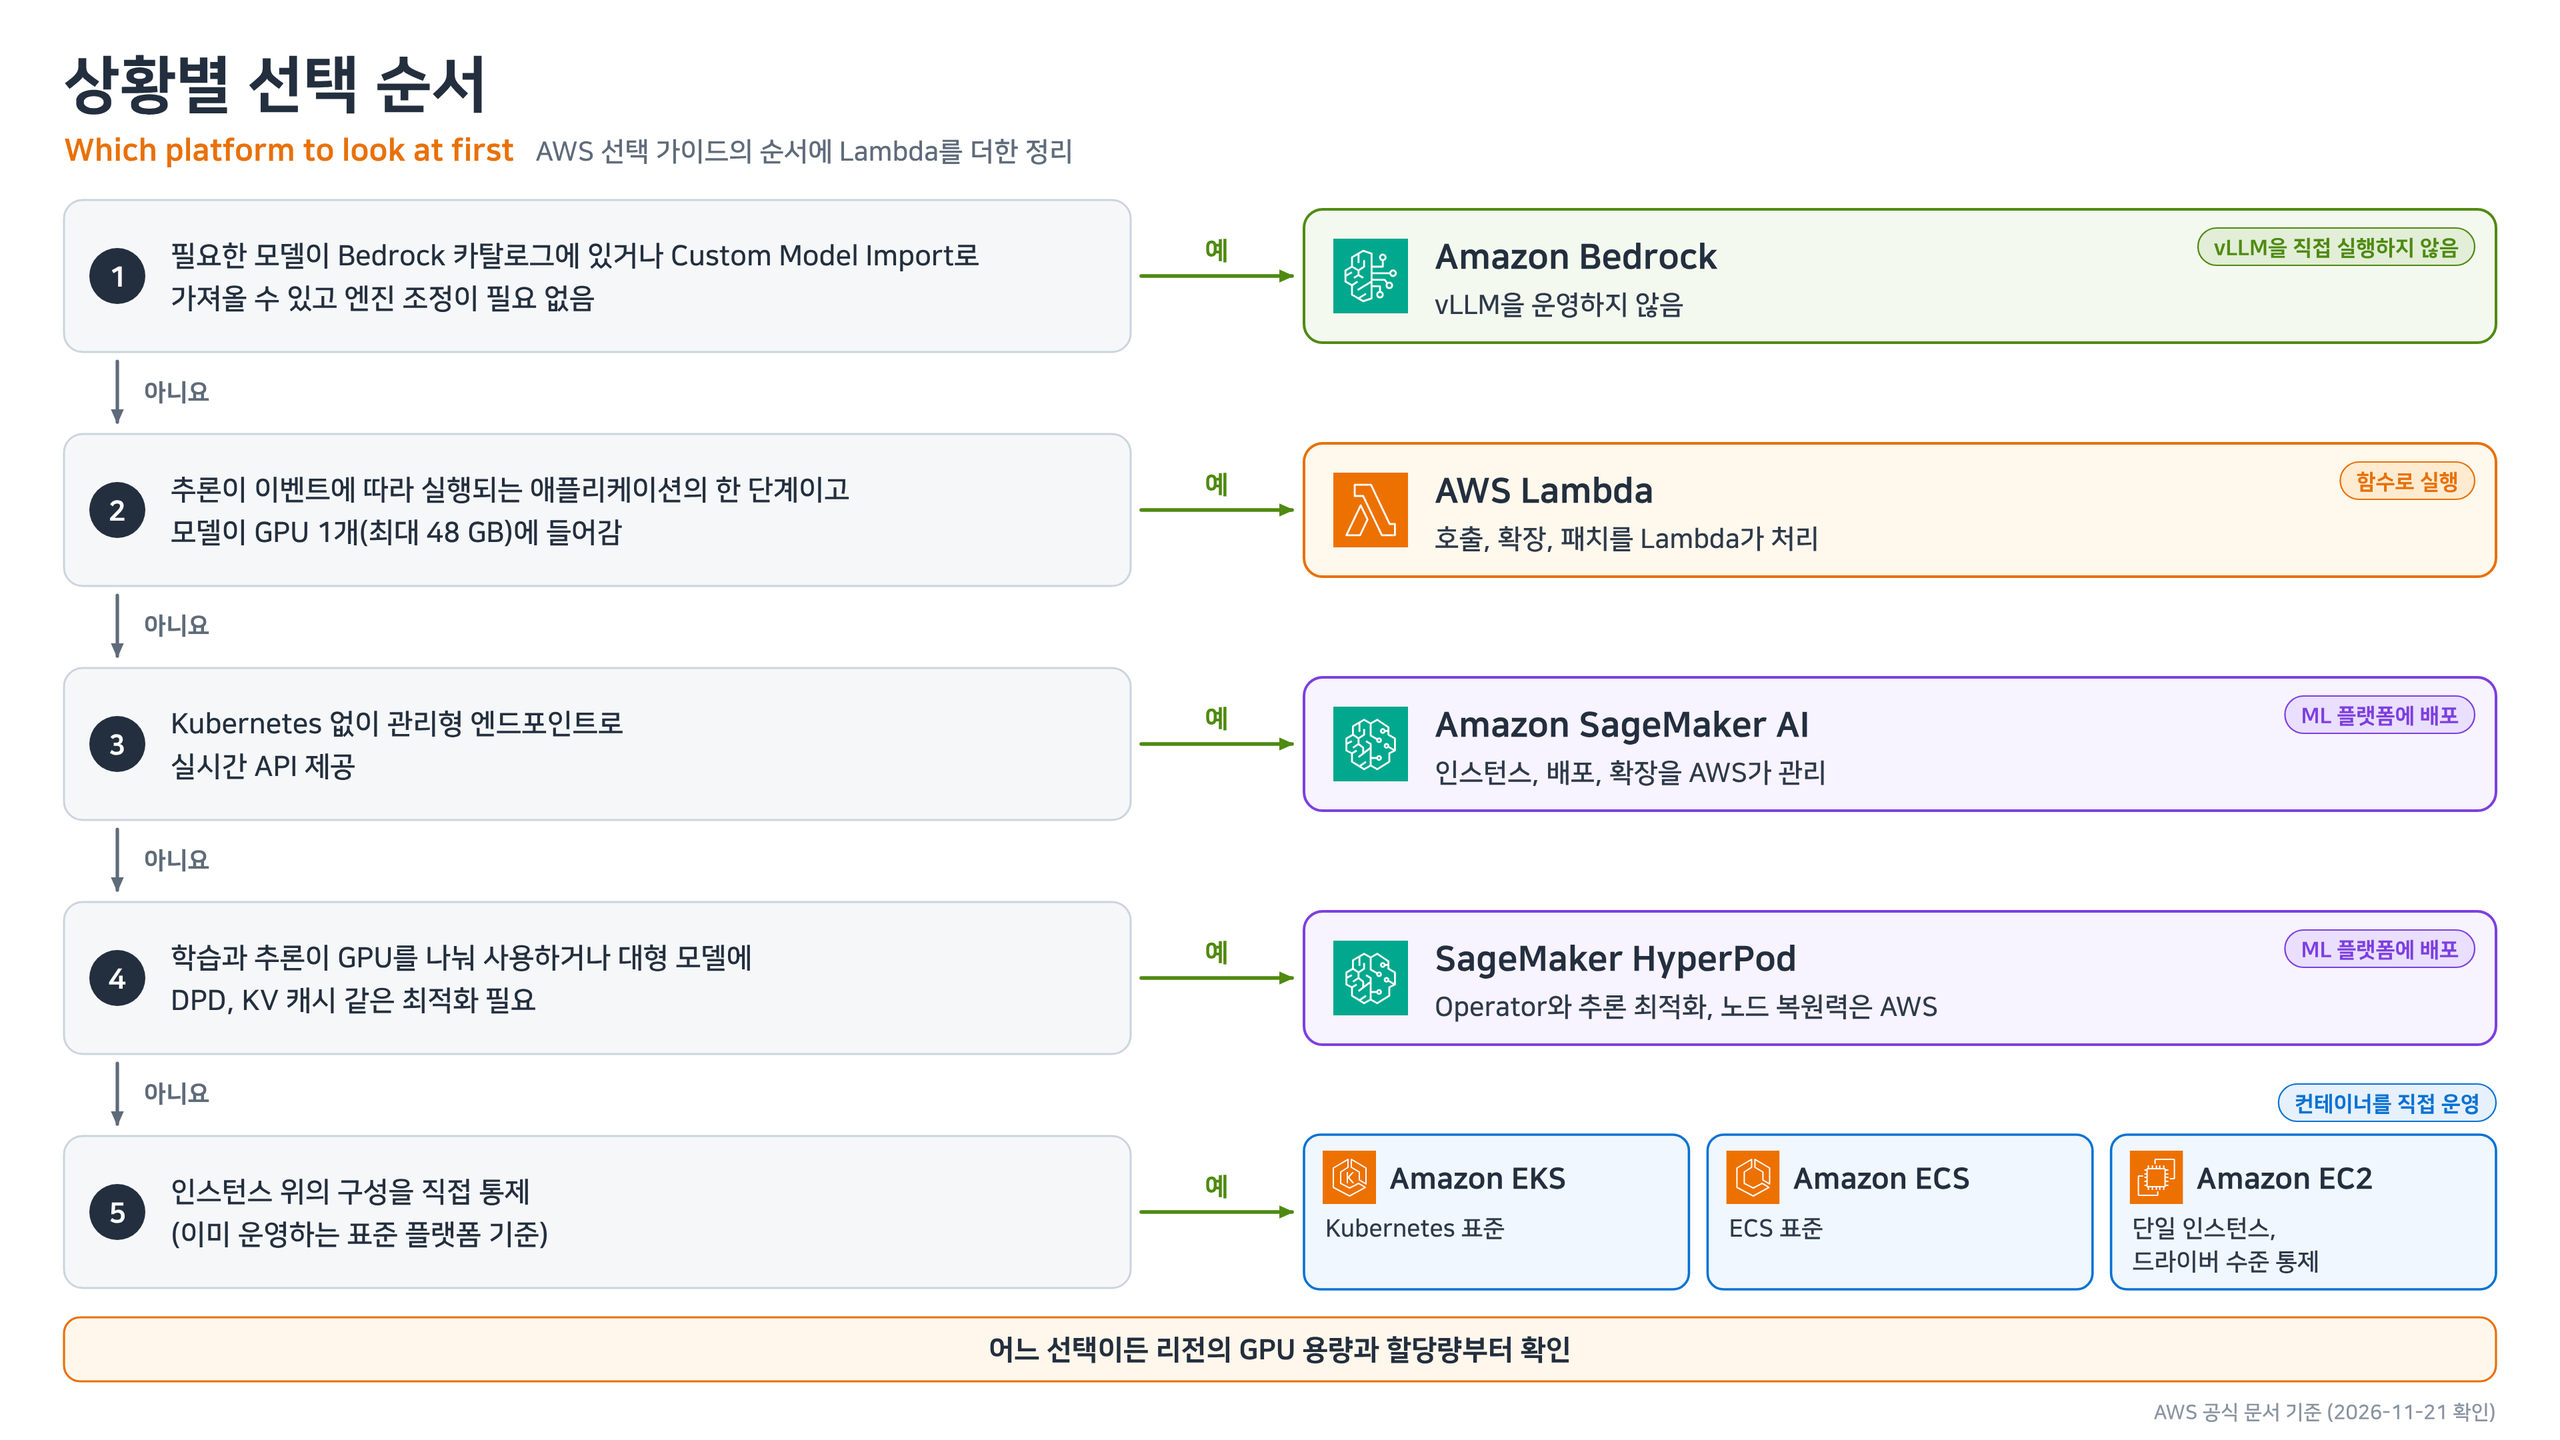 상황별 선택 순서
Which platform to look at first AWS 선택 가이드의 순서에 Lambda를 더한 정리
1
필요한 모델이 Bedrock 카탈로그에 있거나 Custom Model Import로
가져올 수 있고 엔진 조정이 필요 없음
예
Amazon Bedrock
vLLM을 운영하지 않음
vLLM을 직접 실행하지 않음
아니요
2
추론이 이벤트에 따라 실행되는 애플리케이션의 한 단계이고
모델이 GPU 1개(최대 48 GB)에 들어감
예
AWS Lambda
호출, 확장, 패치를 Lambda가 처리
함수로 실행
아니요
3
Kubernetes 없이 관리형 엔드포인트로
실시간 API 제공
예
Amazon SageMaker AI
인스턴스, 배포, 확장을 AWS가 관리
ML 플랫폼에 배포
아니요
4
학습과 추론이 GPU를 나눠 사용하거나 대형 모델에
DPD, KV 캐시 같은 최적화 필요
예
SageMaker HyperPod
Operator와 추론 최적화, 노드 복원력은 AWS
ML 플랫폼에 배포
아니요
5
인스턴스 위의 구성을 직접 통제
(이미 운영하는 표준 플랫폼 기준)
예
컨테이너를 직접 운영
Amazon EKS
Kubernetes 표준
Amazon ECS
ECS 표준
Amazon EC2
단일 인스턴스,
드라이버 수준 통제
어느 선택이든 리전의 GPU 용량과 할당량부터 확인
AWS 공식 문서 기준 (2026-11-21 확인)